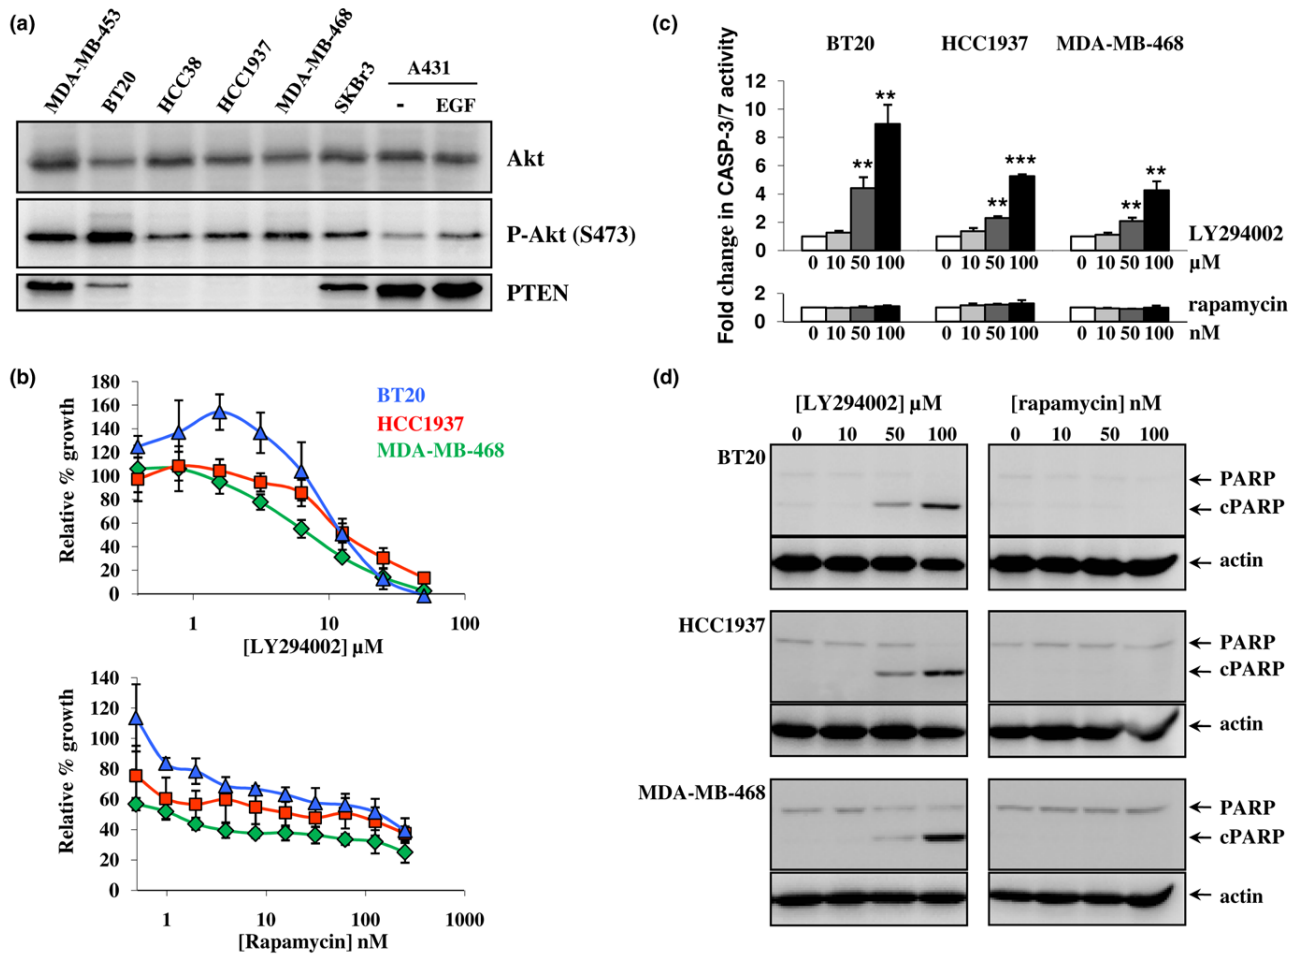 (a)
MDA-MB-453
BT20
HCC38
HCC1937
MDA-MB-468
SKBr3
A431
- EGF
Akt
P-Akt (S473)
PTEN
(b)
180
160
140
120
100
80
60
40
20
0
Relative % growth
BT20
HCC1937
MDA-MB-468
1 10 100
[LY294002] µM
140
120
100
80
60
40
20
0
Relative % growth
1 10 100 1000
[Rapamycin] nM
(c)
BT20 HCC1937 MDA-MB-468
Fold change in CASP-3/7 activity
12
10
8
6
4
2
0
** ** ** *** ** **
LY294002
0 10 50 100 0 10 50 100 0 10 50 100 µM
2
0
rapamycin
0 10 50 100 0 10 50 100 0 10 50 100 nM
(d)
[LY294002] µM [rapamycin] nM
0 10 50 100 0 10 50 100
BT20
PARP
cPARP
actin
HCC1937
PARP
cPARP
actin
MDA-MB-468
PARP
cPARP
actin